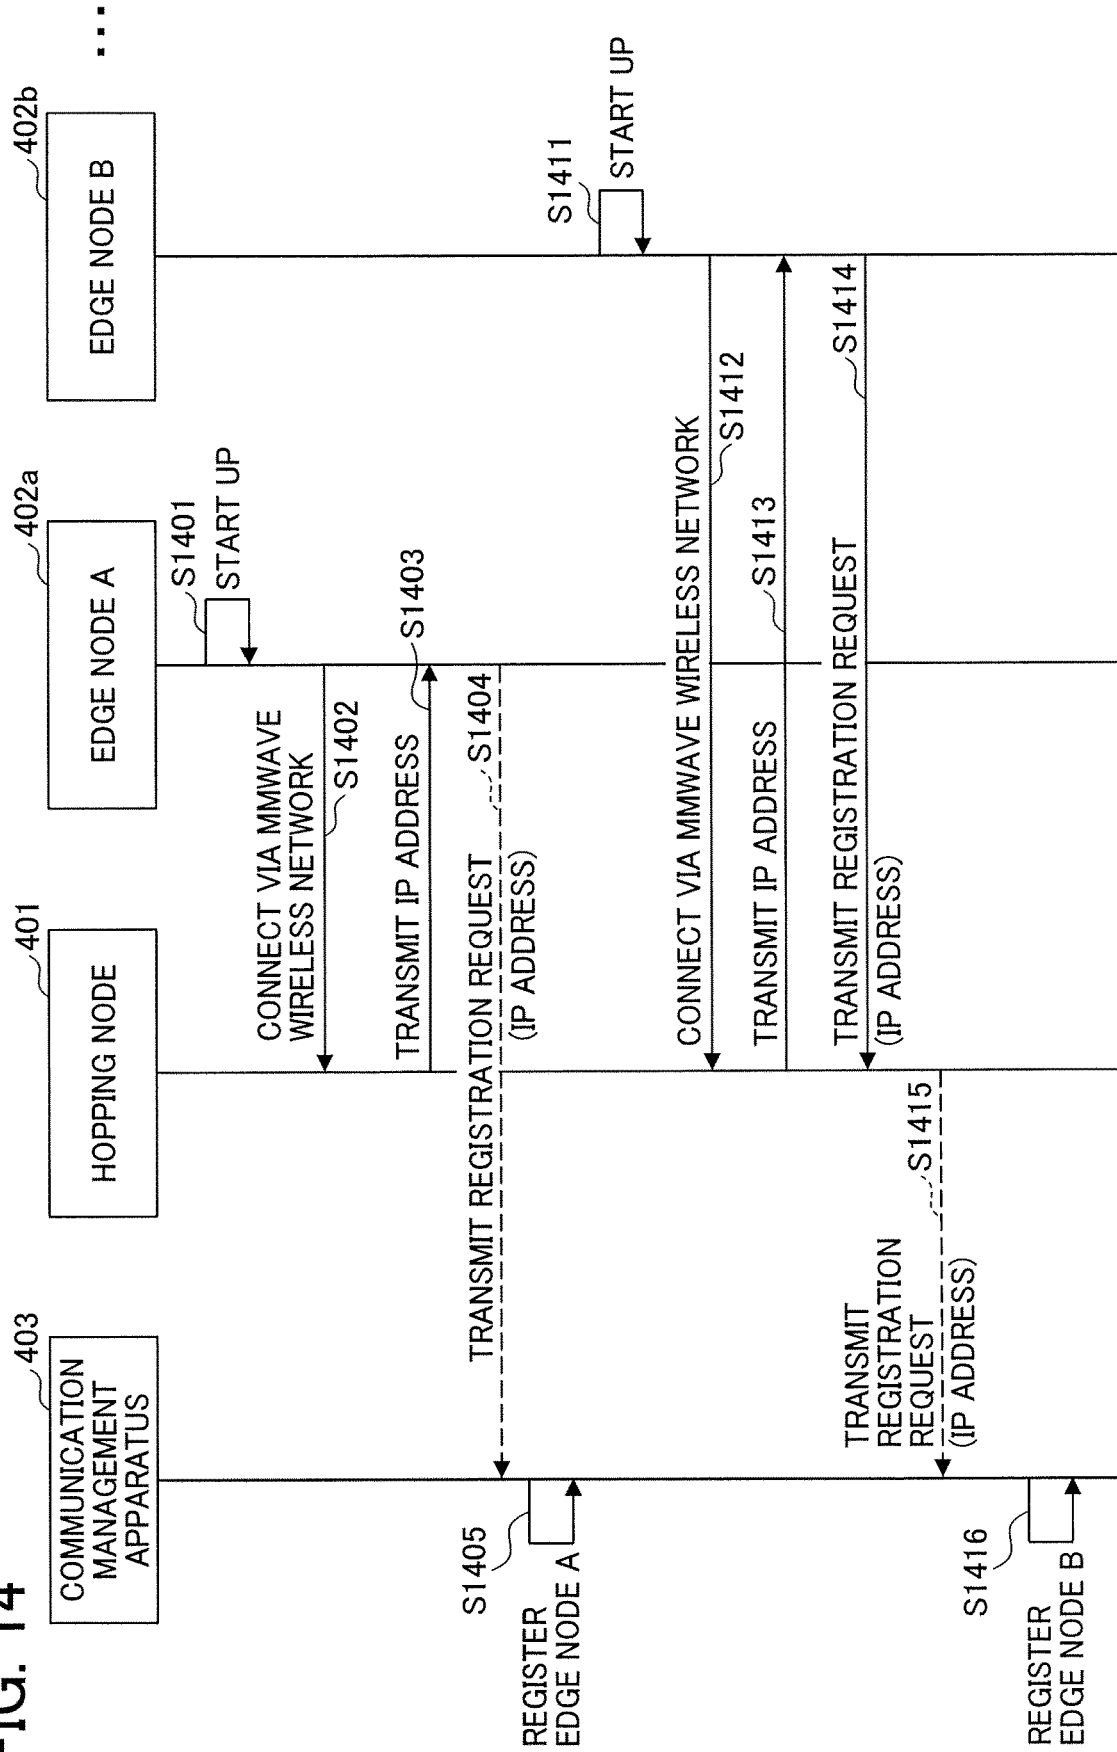 FIG. 14
403
COMMUNICATION
MANAGEMENT
APPARATUS
401
HOPPING NODE
402a
EDGE NODE A
402b
EDGE NODE B
...
S1401
START UP
CONNECT VIA MMWAVE
WIRELESS NETWORK
S1402
TRANSMIT IP ADDRESS
S1403
TRANSMIT REGISTRATION REQUEST
S1404
(IP ADDRESS)
S1405
REGISTER
EDGE NODE A
S1411
START UP
CONNECT VIA MMWAVE WIRELESS NETWORK
S1412
TRANSMIT IP ADDRESS
S1413
TRANSMIT REGISTRATION REQUEST
S1414
(IP ADDRESS)
TRANSMIT
REGISTRATION
REQUEST
S1415
(IP ADDRESS)
S1416
REGISTER
EDGE NODE B